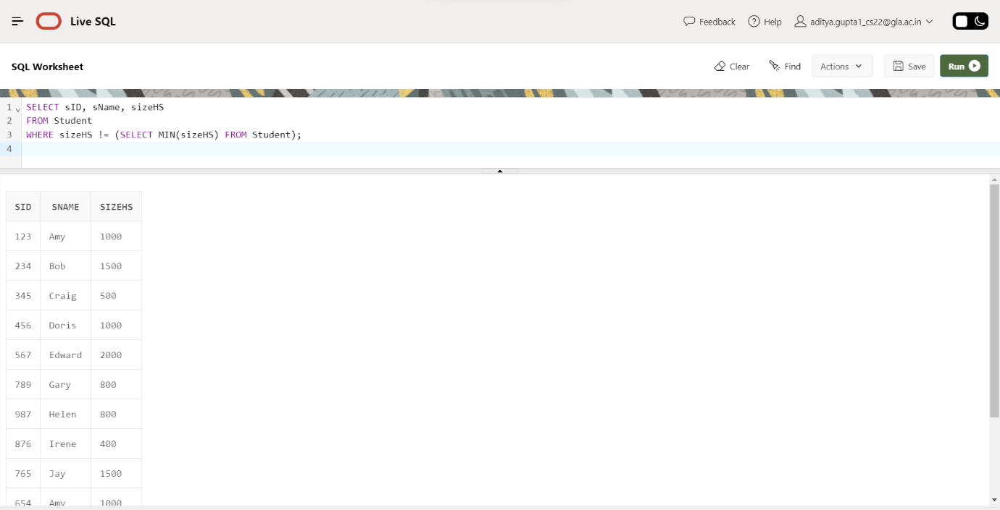 Live SQL
Feedback
Help
aditya.gupta1_cs22@gla.ac.in
SQL Worksheet
Clear
Find
Actions
Save
Run
1 SELECT sID, sName, sizeHS
2 FROM Student
3 WHERE sizeHS != (SELECT MIN(sizeHS) FROM Student);
4
SID SNAME SIZEHS
123 Amy 1000
234 Bob 1500
345 Craig 500
456 Doris 1000
567 Edward 2000
789 Gary 800
987 Helen 800
876 Irene 400
765 Jay 1500
654 Amy 1000